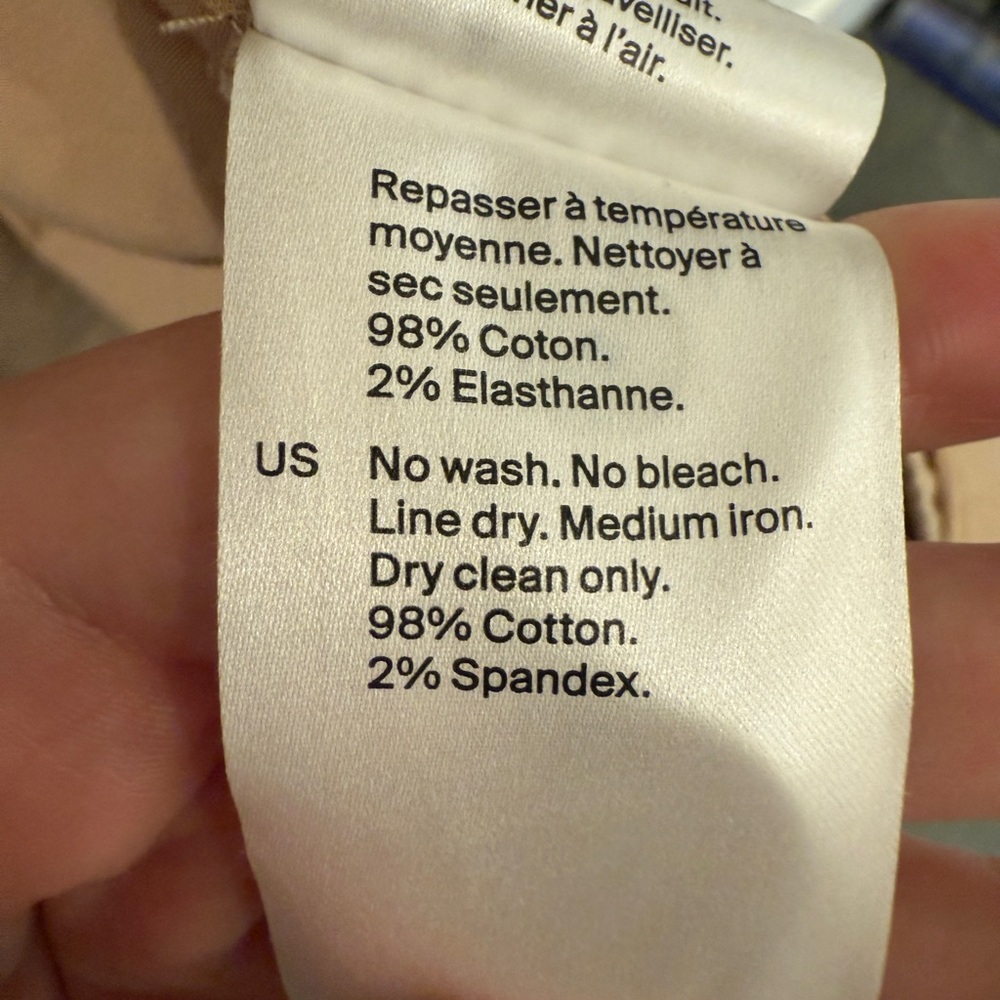 à l'air.
Repasser à température
moyenne. Nettoyer à
sec seulement.
98% Coton.
2% Elasthanne.
US No wash. No bleach.
Line dry. Medium iron.
Dry clean only.
98% Cotton.
2% Spandex.